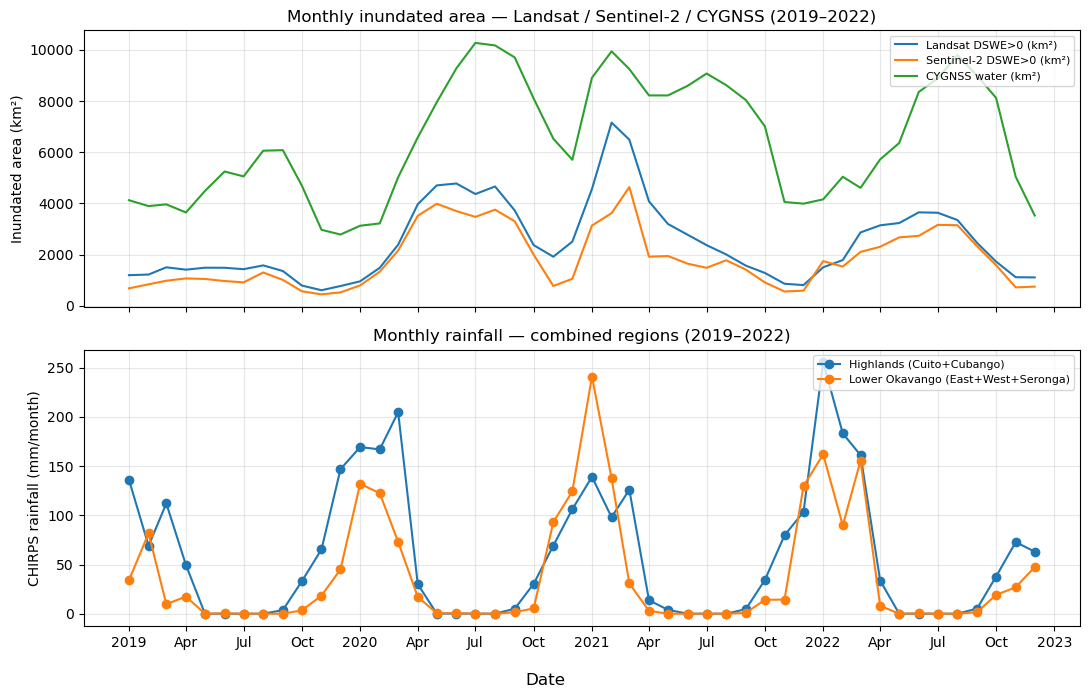 Monthly inundated area — Landsat / Sentinel-2 / CYGNSS (2019–2022)
Inundated area (km²)
10000
8000
6000
4000
2000
0
Landsat DSWE>0 (km²)
Sentinel-2 DSWE>0 (km²)
CYGNSS water (km²)
Monthly rainfall — combined regions (2019–2022)
CHIRPS rainfall (mm/month)
250
200
150
100
50
0
Highlands (Cuito+Cubango)
Lower Okavango (East+West+Seronga)
2019 Apr Jul Oct 2020 Apr Jul Oct 2021 Apr Jul Oct 2022 Apr Jul Oct 2023
Date